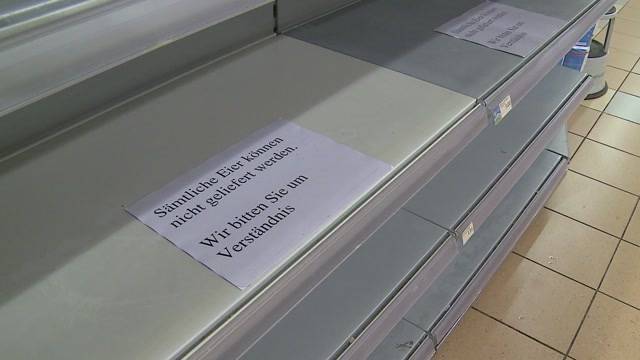 Sämtliche Eier können
nicht geliefert werden.
Wir bitten Sie um
Verständnis